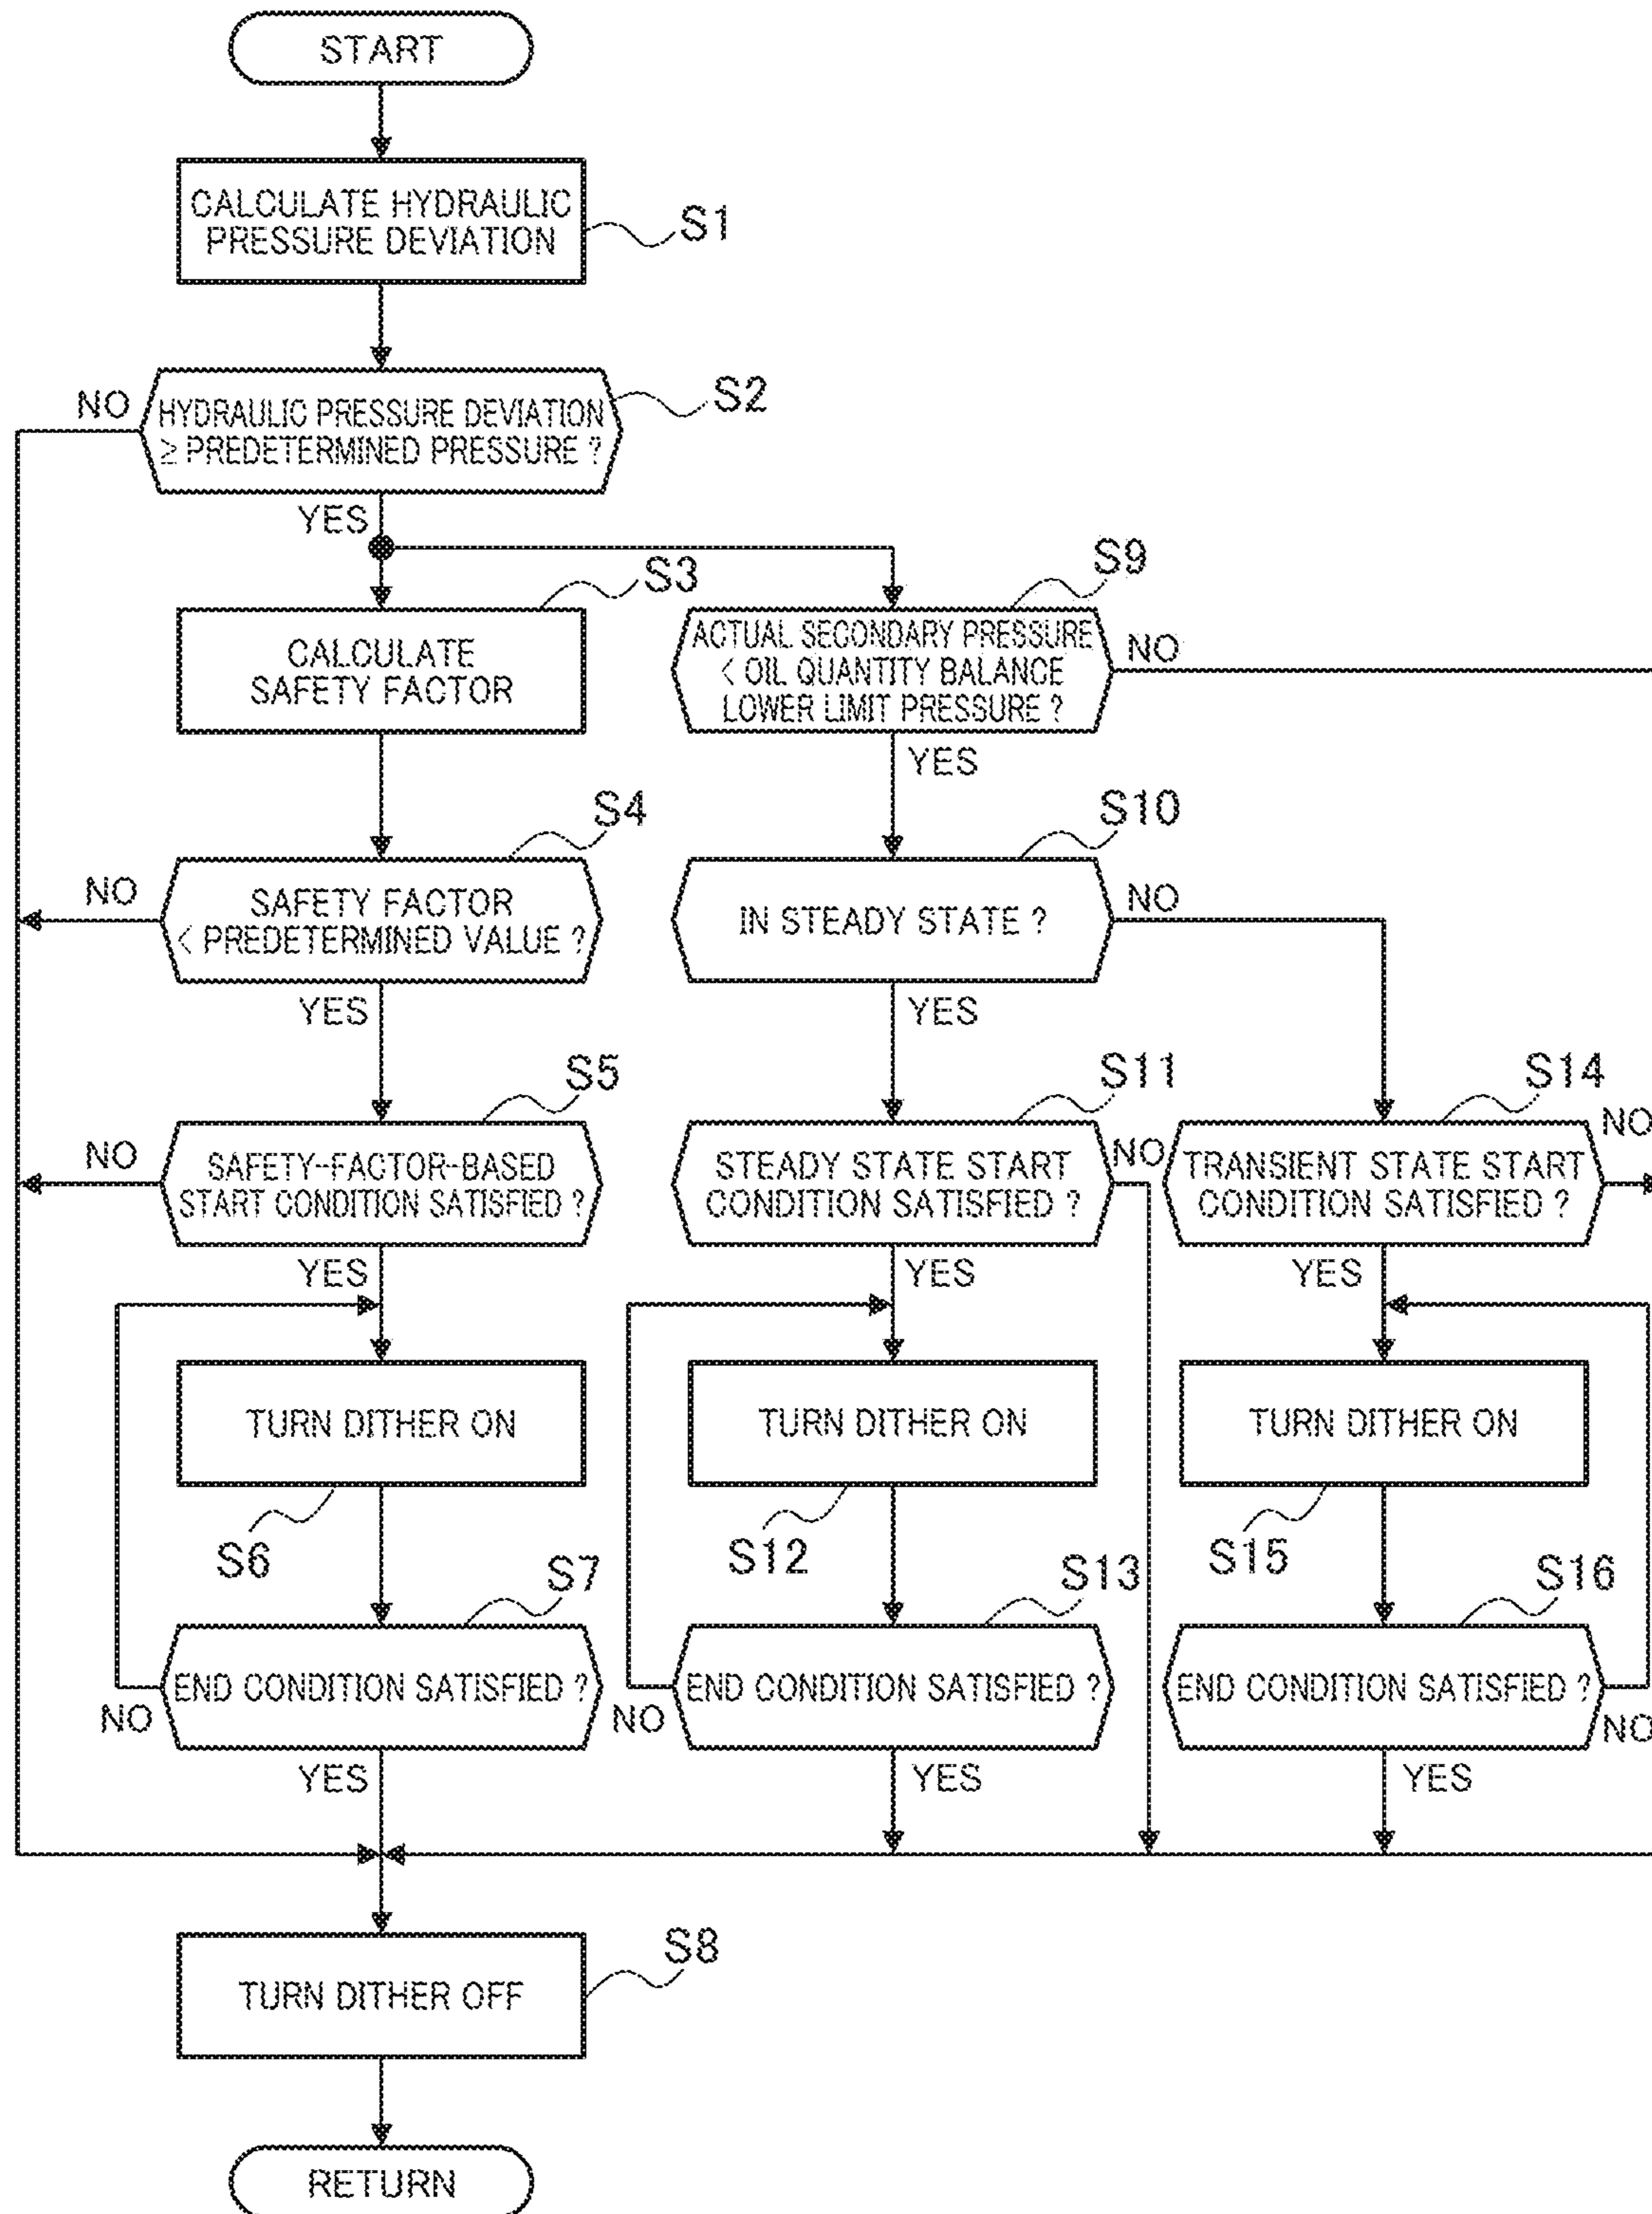 START
CALCULATE HYDRAULIC
PRESSURE DEVIATION
S1
HYDRAULIC PRESSURE DEVIATION
≥ PREDETERMINED PRESSURE ?
S2
NO
YES
S3
CALCULATE
SAFETY FACTOR
S9
ACTUAL SECONDARY PRESSURE
< OIL QUANTITY BALANCE
LOWER LIMIT PRESSURE ?
NO
YES
S4
SAFETY FACTOR
< PREDETERMINED VALUE ?
NO
YES
S10
IN STEADY STATE ?
NO
YES
S5
SAFETY-FACTOR-BASED
START CONDITION SATISFIED ?
NO
YES
S11
STEADY STATE START
CONDITION SATISFIED ?
NO
YES
S14
TRANSIENT STATE START
CONDITION SATISFIED ?
NO
YES
TURN DITHER ON
S6
TURN DITHER ON
S12
TURN DITHER ON
S15
S7
END CONDITION SATISFIED ?
NO
YES
S13
END CONDITION SATISFIED ?
NO
YES
S16
END CONDITION SATISFIED ?
NO
YES
TURN DITHER OFF
S8
RETURN